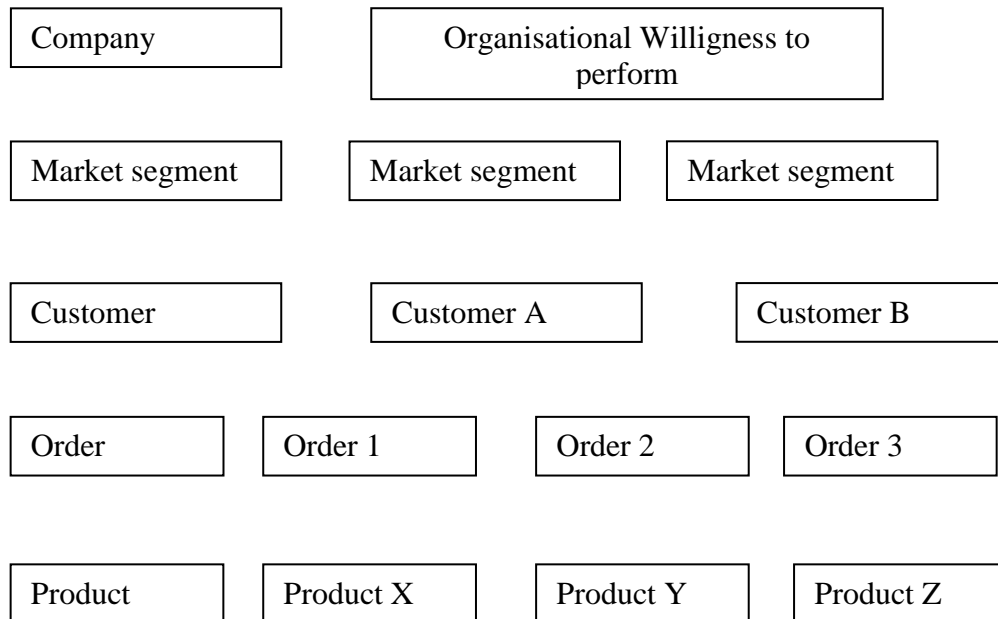 Company
Organisational Willigness to
perform
Market segment
Market segment
Market segment
Customer
Customer A
Customer B
Order
Order 1
Order 2
Order 3
Product
Product X
Product Y
Product Z